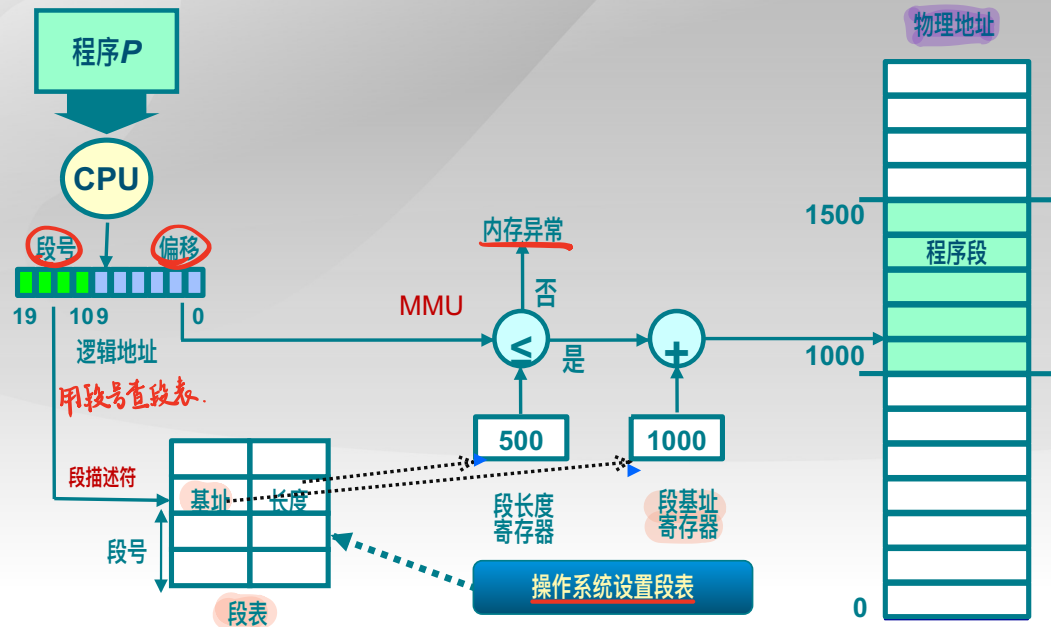 程序P
CPU
段号
偏移
19
10 9
0
逻辑地址
用段号查段表.
段描述符
基址
长度
段号
段表
MMU
内存异常
否
≤
是
+
500
1000
段长度
寄存器
段基址
寄存器
操作系统设置段表
物理地址
1500
程序段
1000
0